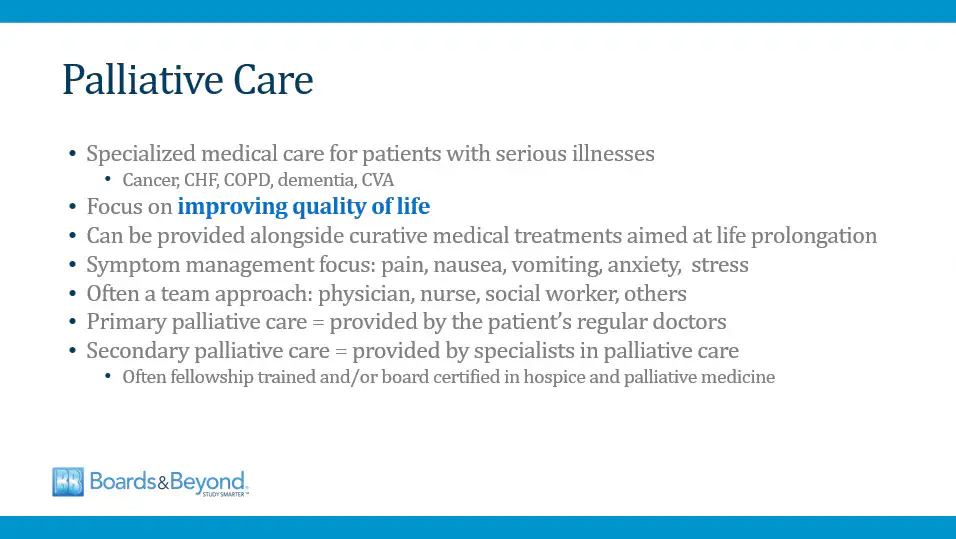 Palliative Care
• Specialized medical care for patients with serious illnesses
• Cancer, CHF, COPD, dementia, CVA
• Focus on improving quality of life
• Can be provided alongside curative medical treatments aimed at life prolongation
• Symptom management focus: pain, nausea, vomiting, anxiety, stress
• Often a team approach: physician, nurse, social worker, others
• Primary palliative care = provided by the patient's regular doctors
• Secondary palliative care = provided by specialists in palliative care
• Often fellowship trained and/or board certified in hospice and palliative medicine
BB Boards&Beyond®
STUDY SMARTER™